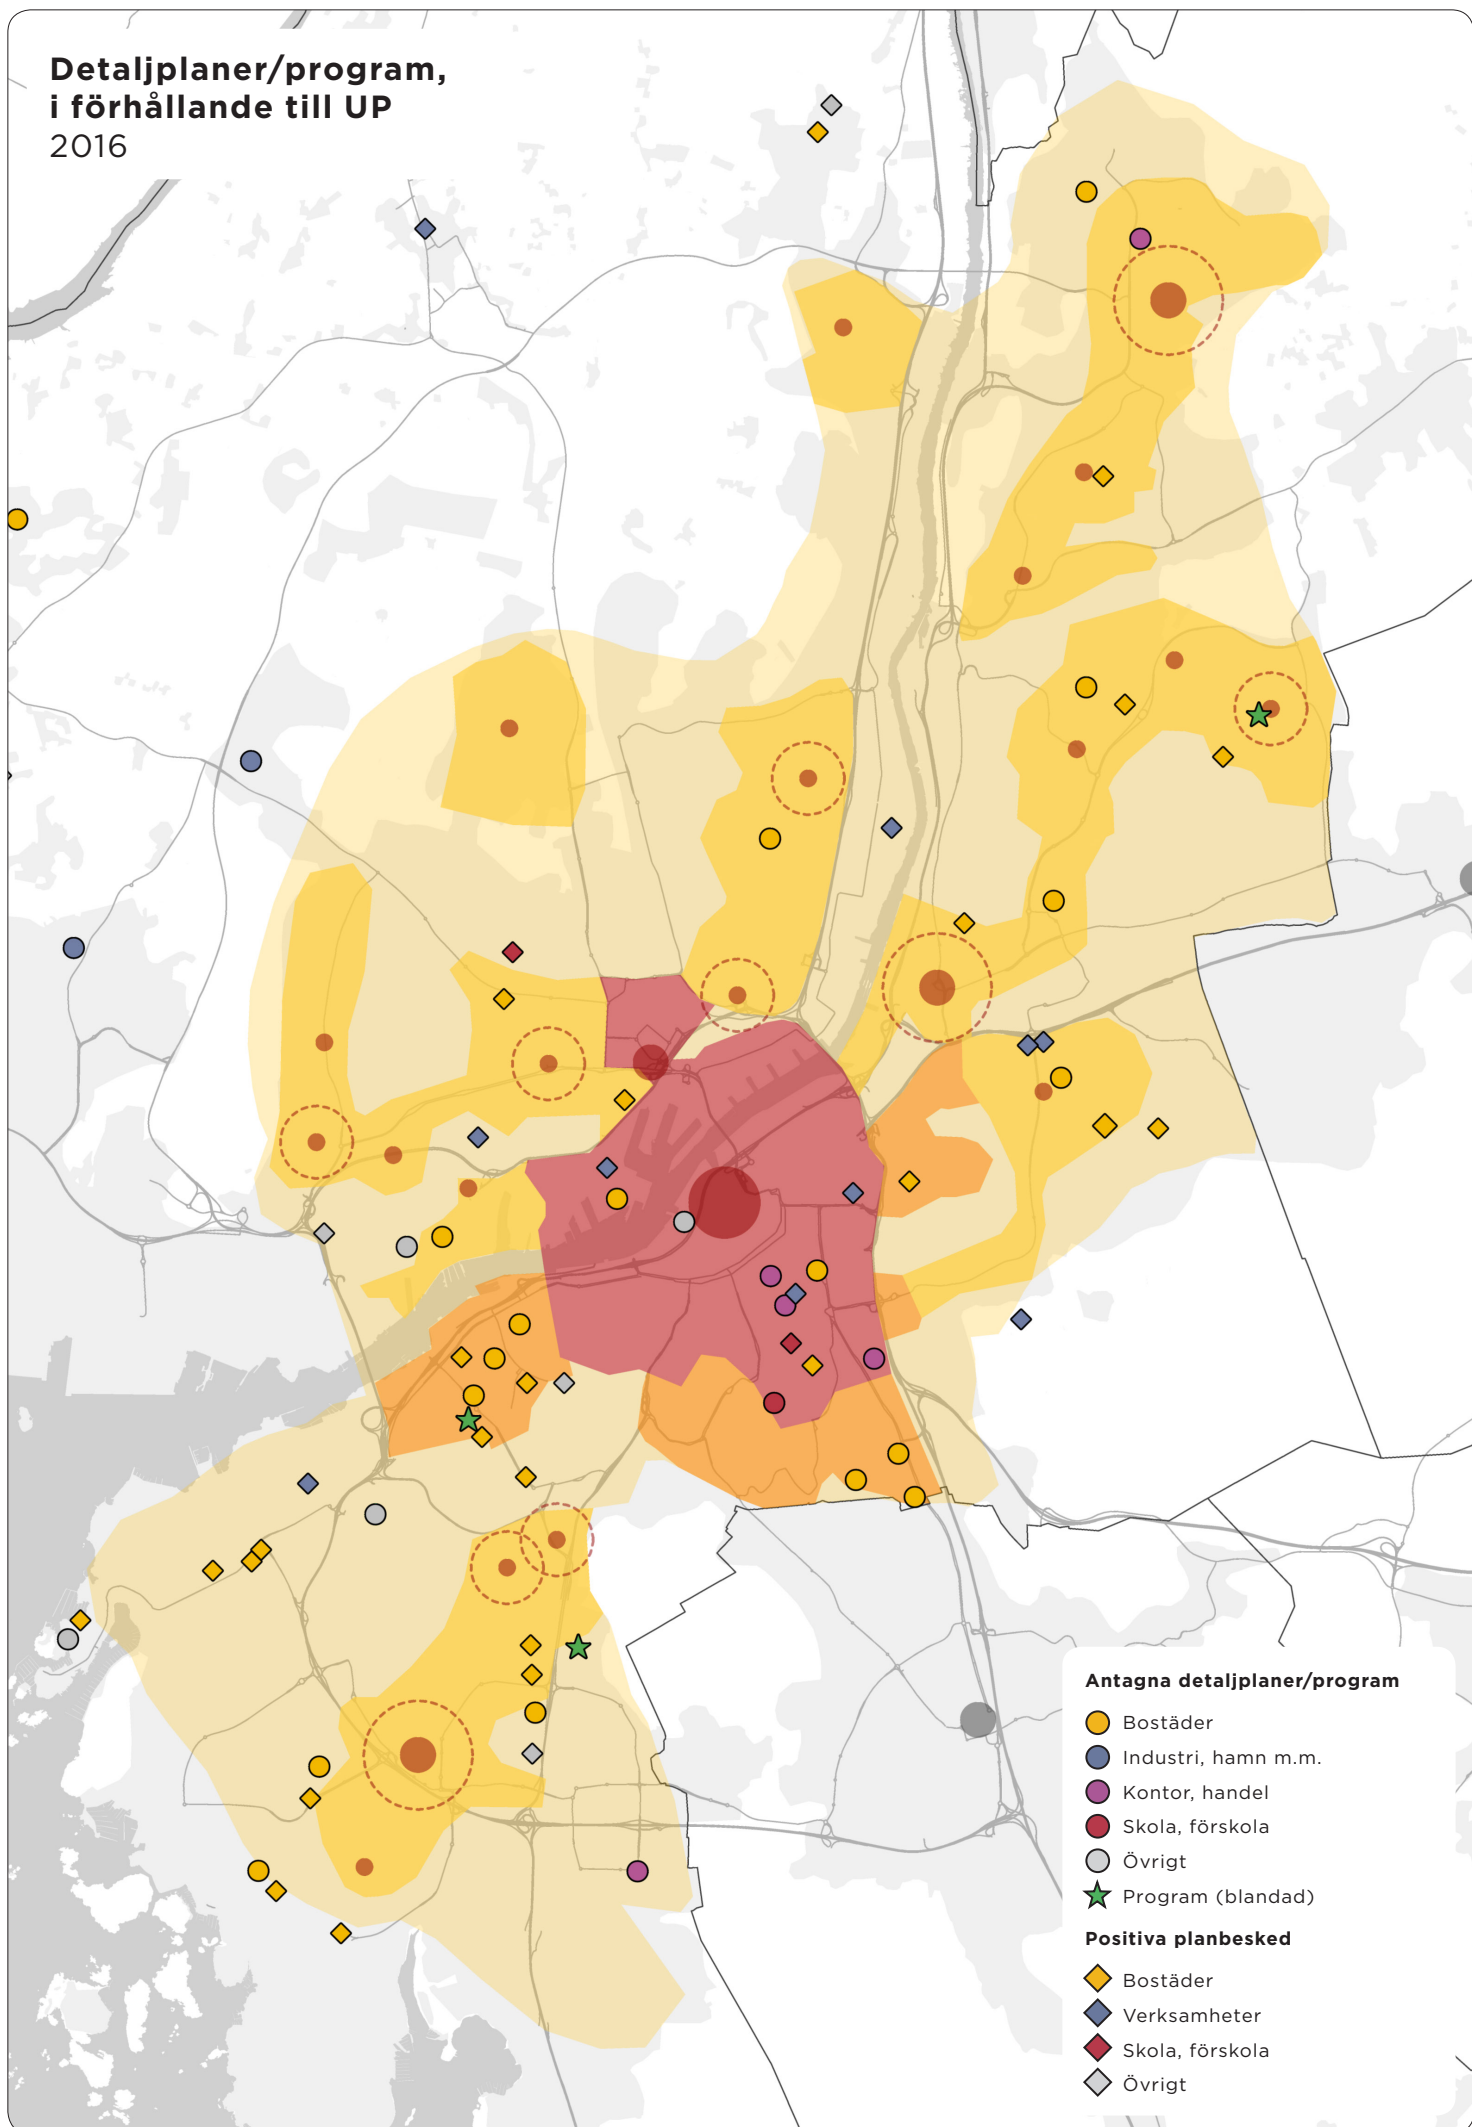 Detaljplaner/program,
i förhållande till UP
2016
Antagna detaljplaner/program
Bostäder
Industri, hamn m.m.
Kontor, handel
Skola, förskola
Övrigt
Program (blandad)
Positiva planbesked
Bostäder
Verksamheter
Skola, förskola
Övrigt